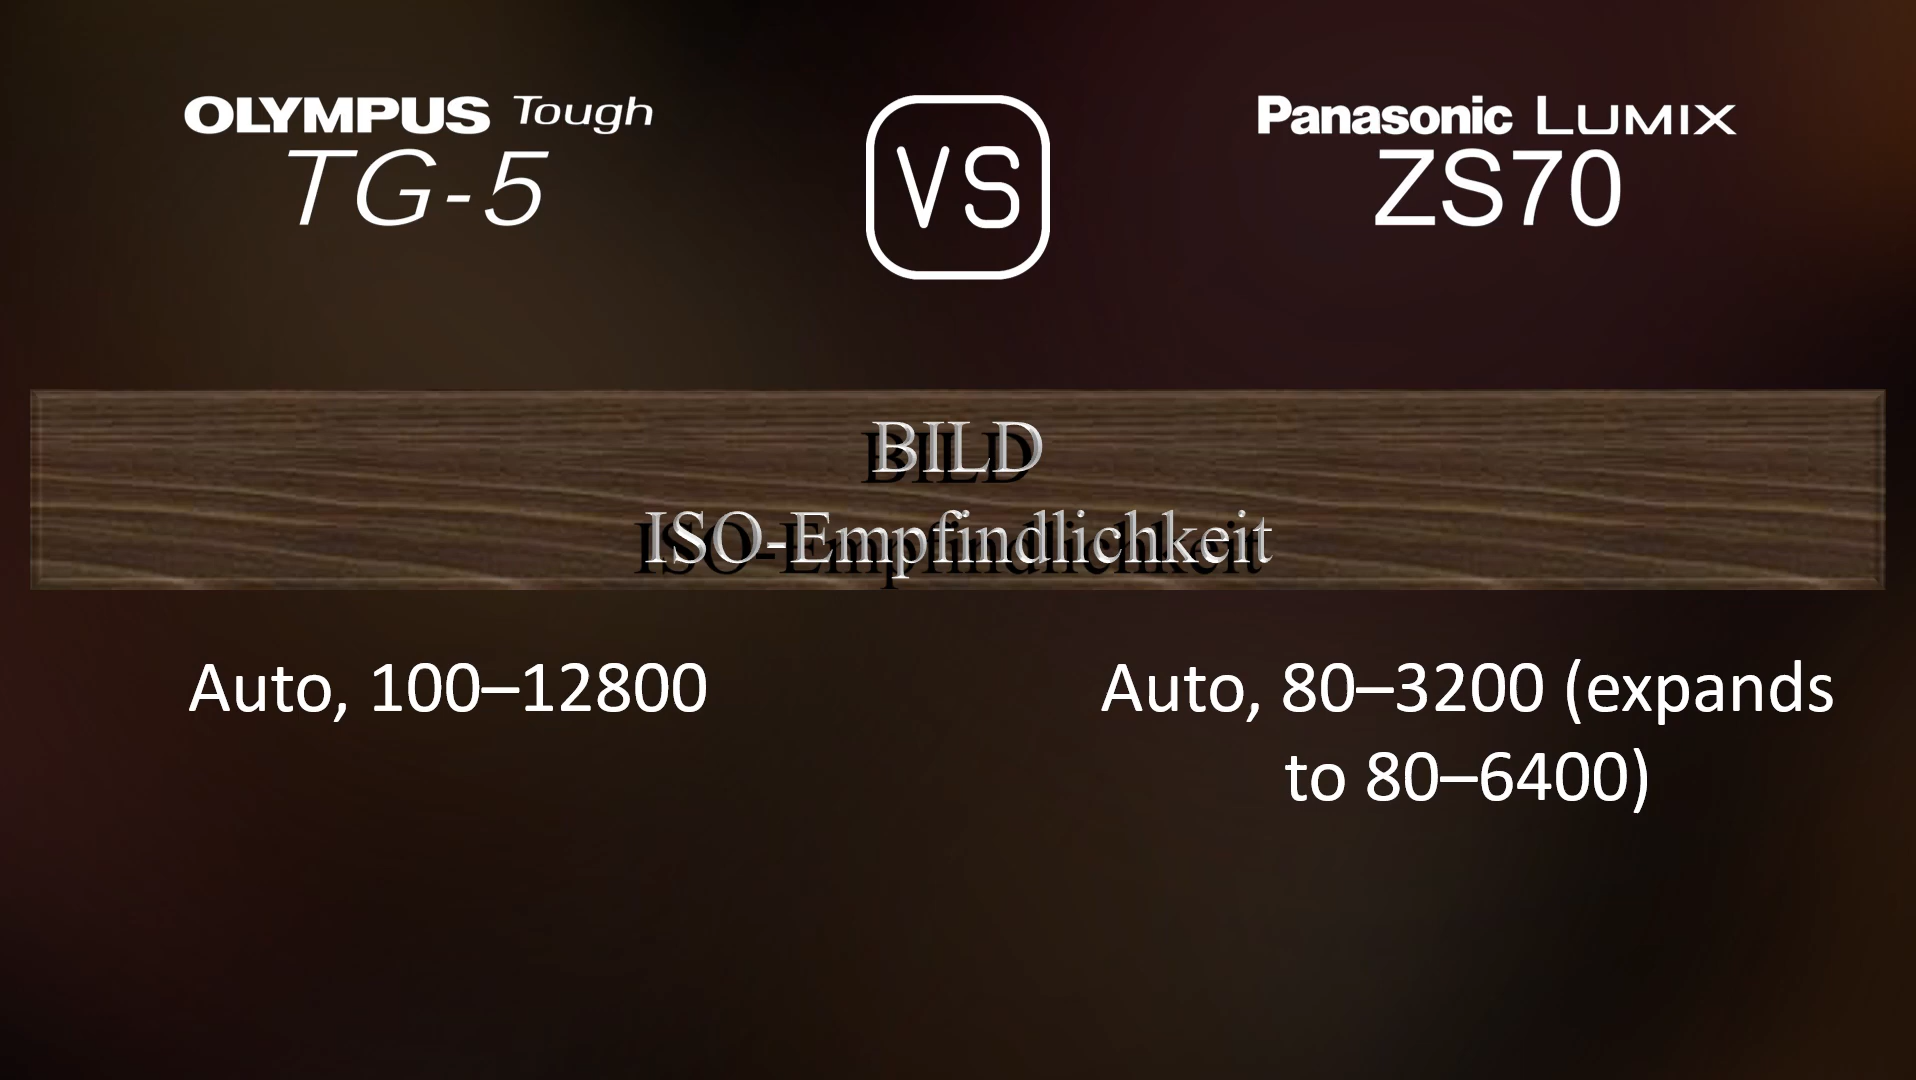 OLYMPUS Tough
TG-5
VS
Panasonic LUMIX
ZS70
BILD
ISO-Empfindlichkeit
Auto, 100–12800
Auto, 80–3200 (expands
to 80–6400)